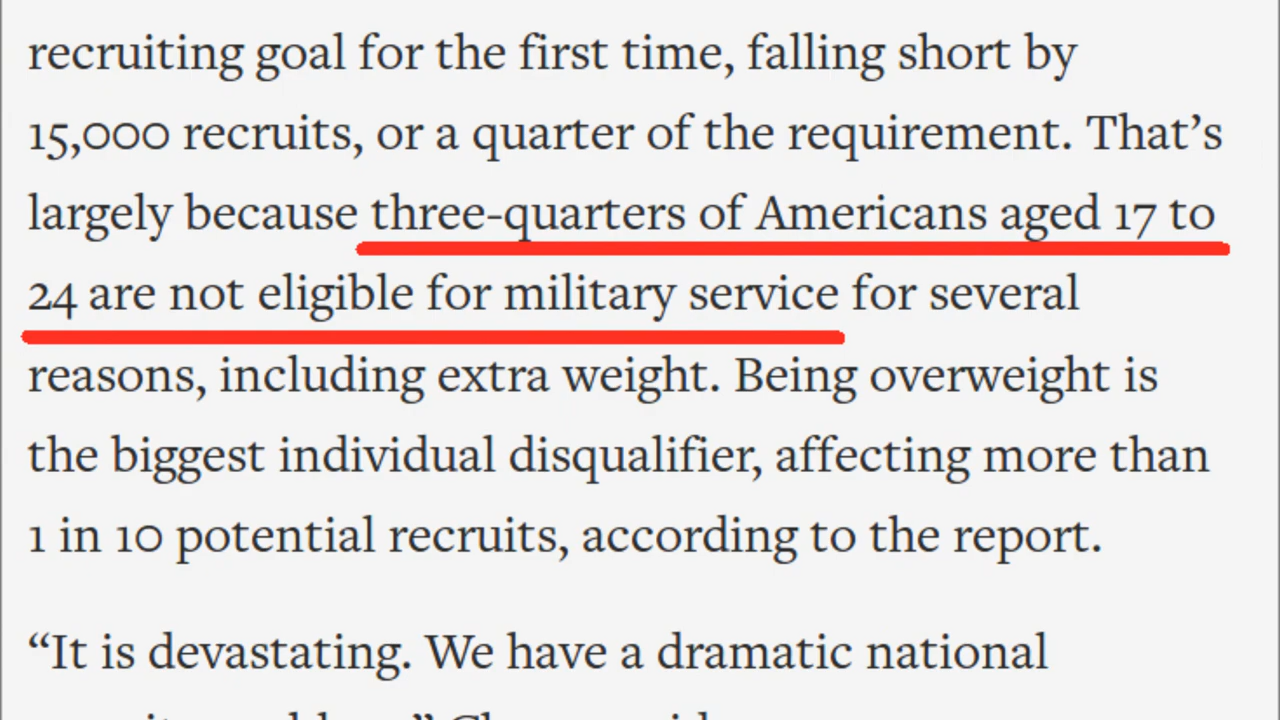 recruiting goal for the first time, falling short by
15,000 recruits, or a quarter of the requirement. That’s
largely because three-quarters of Americans aged 17 to
24 are not eligible for military service for several
reasons, including extra weight. Being overweight is
the biggest individual disqualifier, affecting more than
1 in 10 potential recruits, according to the report.
“It is devastating. We have a dramatic national